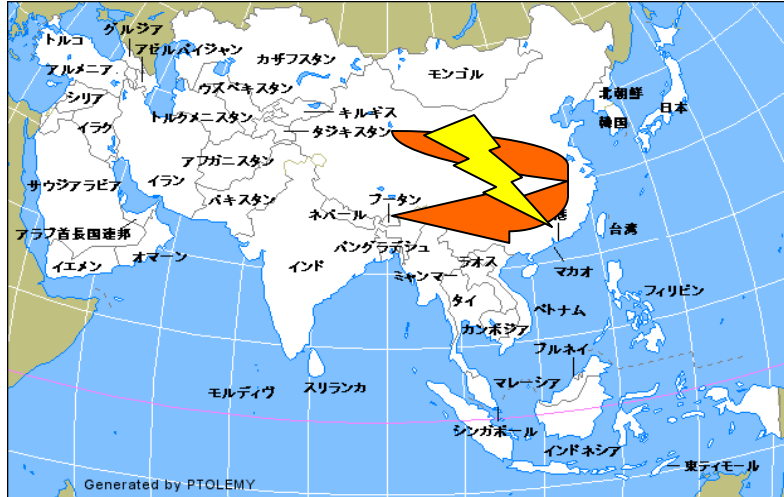 グルジア
トルコ
アゼルバイジャン
カザフスタン
アルメニア
モンゴル
シリア
ウズベキスタン
北朝鮮
日本
キルギス
トルクメニスタン
韓国
イラク
タジキスタン
アフガニスタン
サウジアラビア
イラン
パキスタン
ブータン
ネパール
港
台湾
アラブ首長国連邦
バングラデシュ
オマーン
イエメン
インド
ラオス
マカオ
ミャンマー
タイ
フィリピン
ベトナム
カンボジア
ブルネイ
マレーシア
モルディヴ
スリランカ
シンガポール
インドネシア
東ティモール
Generated by PTOLEMY